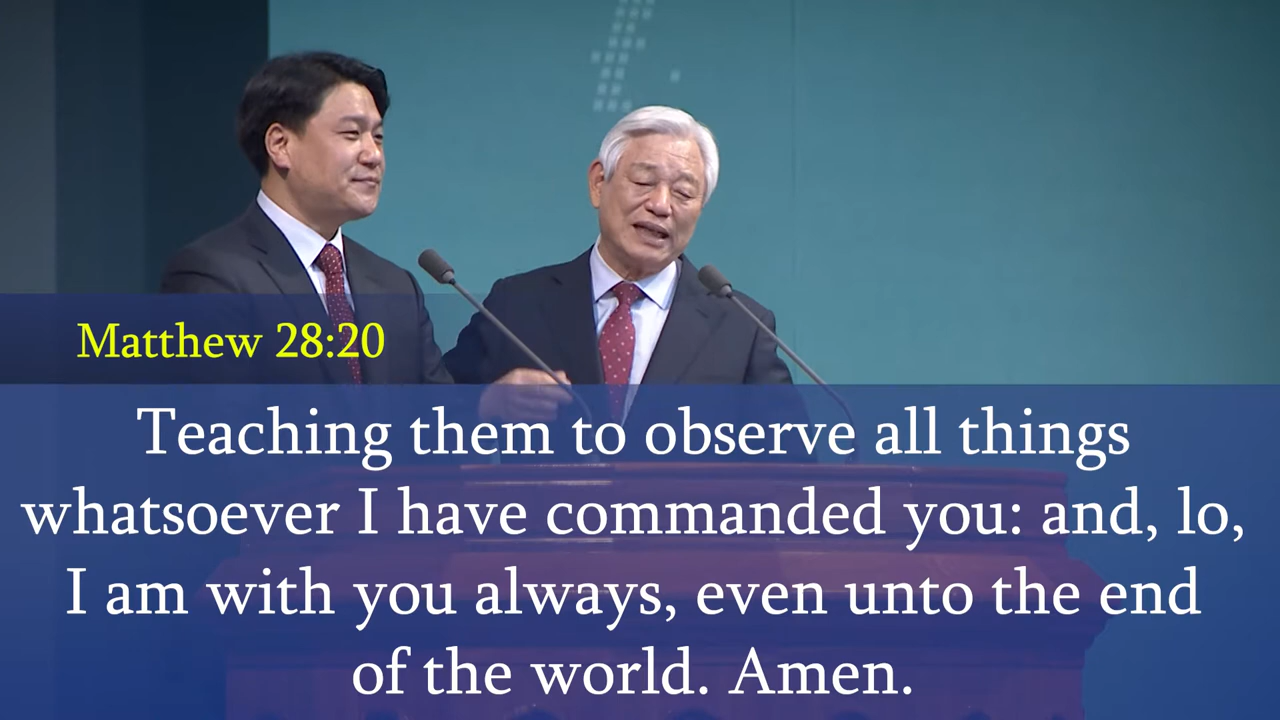 Matthew 28:20
Teaching them to observe all things
whatsoever I have commanded you: and, lo,
I am with you always, even unto the end
of the world. Amen.